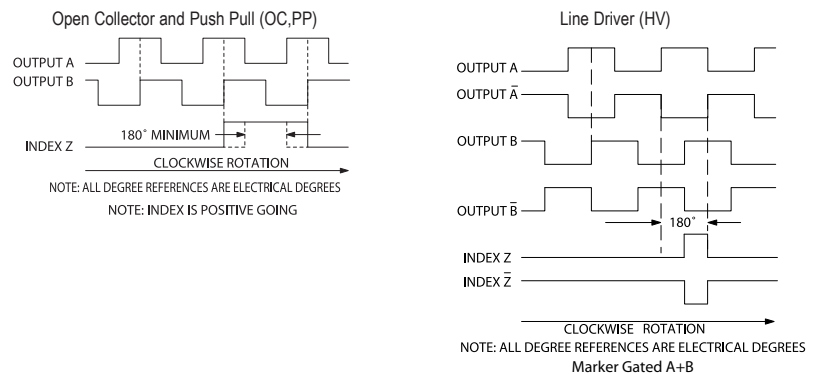 Open Collector and Push Pull (OC,PP)
OUTPUT A
OUTPUT B
180° MINIMUM
INDEX Z
CLOCKWISE ROTATION
NOTE: ALL DEGREE REFERENCES ARE ELECTRICAL DEGREES
NOTE: INDEX IS POSITIVE GOING
Line Driver (HV)
OUTPUT A
OUTPUT A̅
OUTPUT B
OUTPUT B̅
180°
INDEX Z
INDEX Z̅
CLOCKWISE ROTATION
NOTE: ALL DEGREE REFERENCES ARE ELECTRICAL DEGREES
Marker Gated A+B